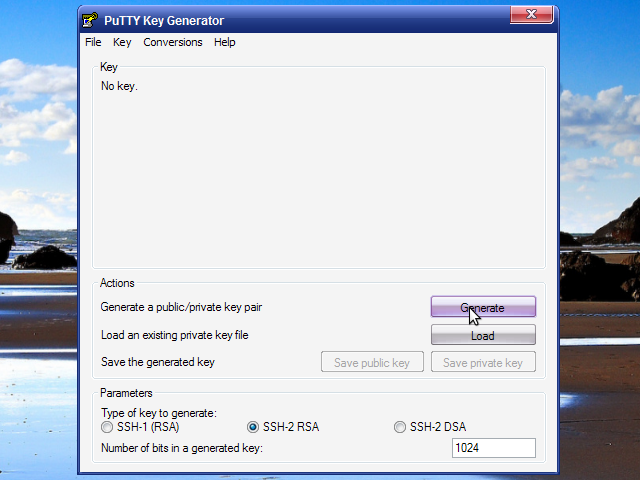 PuTTY Key Generator
File Key Conversions Help
Key
No key.
Actions
Generate a public/private key pair
Generate
Load an existing private key file
Load
Save the generated key
Save public key
Save private key
Parameters
Type of key to generate:
SSH-1 (RSA)
SSH-2 RSA
SSH-2 DSA
Number of bits in a generated key:
1024